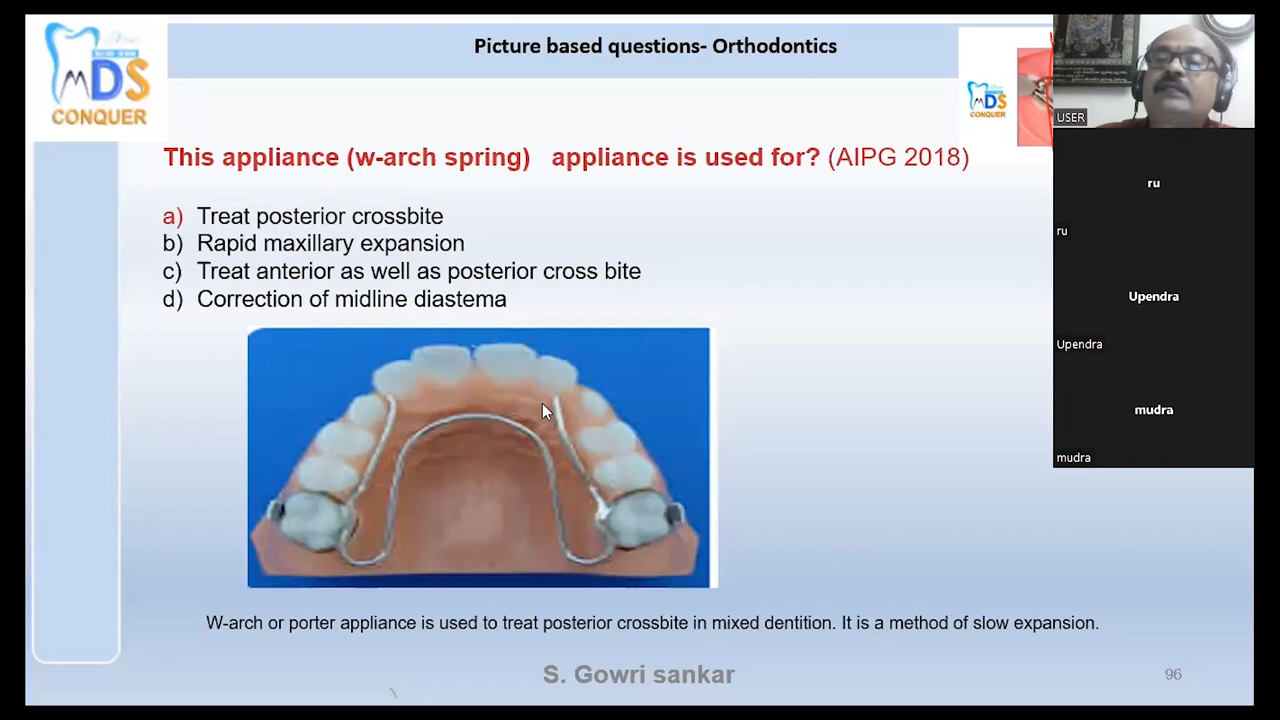 Picture based questions- Orthodontics
MDS
CONQUER
MDS
CONQUER
USER
This appliance (w-arch spring) appliance is used for? (AIPG 2018)
a) Treat posterior crossbite
b) Rapid maxillary expansion
c) Treat anterior as well as posterior cross bite
d) Correction of midline diastema
ru
ru
Upendra
Upendra
mudra
mudra
W-arch or porter appliance is used to treat posterior crossbite in mixed dentition. It is a method of slow expansion.
S. Gowri sankar
96